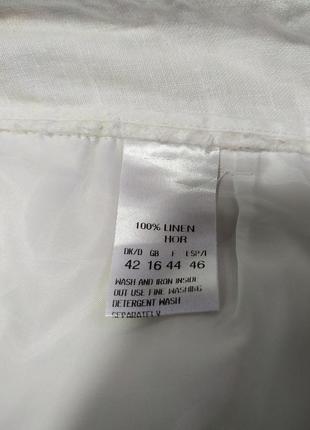 100% LINEN
HOR
DK/D GB F ESP/I
42 16 44 46
WASH AND IRON INSIDE
OUT USE FINE WASHING
DETERGENT WASH
SEPARATELY